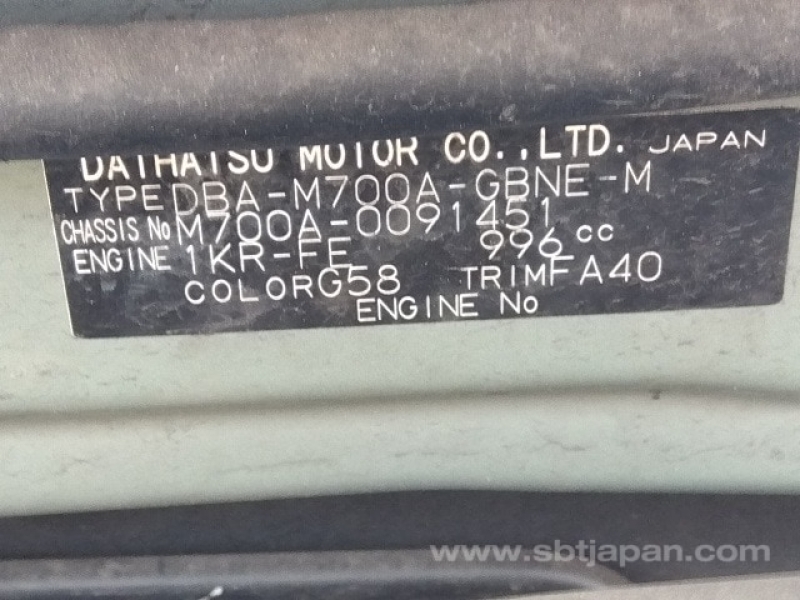 DAIHATSU MOTOR CO.,LTD. JAPAN
TYPE DBA-M700A-GBNE-M
CHASSIS No M700A-0091451
ENGINE 1KR-FE 996 cc
COLOR G58 TRIM FA40
ENGINE No
www.sbtjapan.com